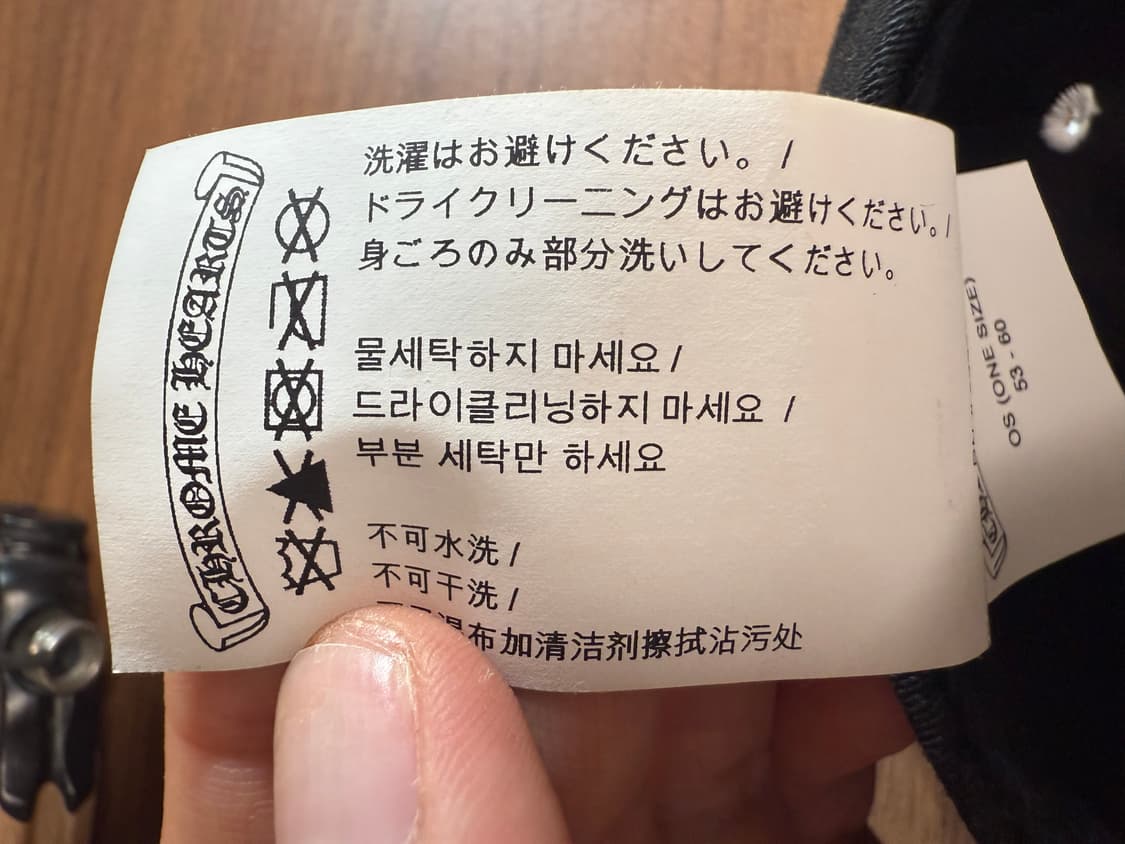 CHROME HEARTS
洗濯はお避けください。/
ドライクリーニングはお避けください。/
身ごろのみ部分洗いしてください。
물세탁하지 마세요 /
드라이클리닝하지 마세요 /
부분 세탁만 하세요
不可水洗 /
不可干洗 /
湿布加清洁剂擦拭沾污处
OS (ONE SIZE)
53 - 60